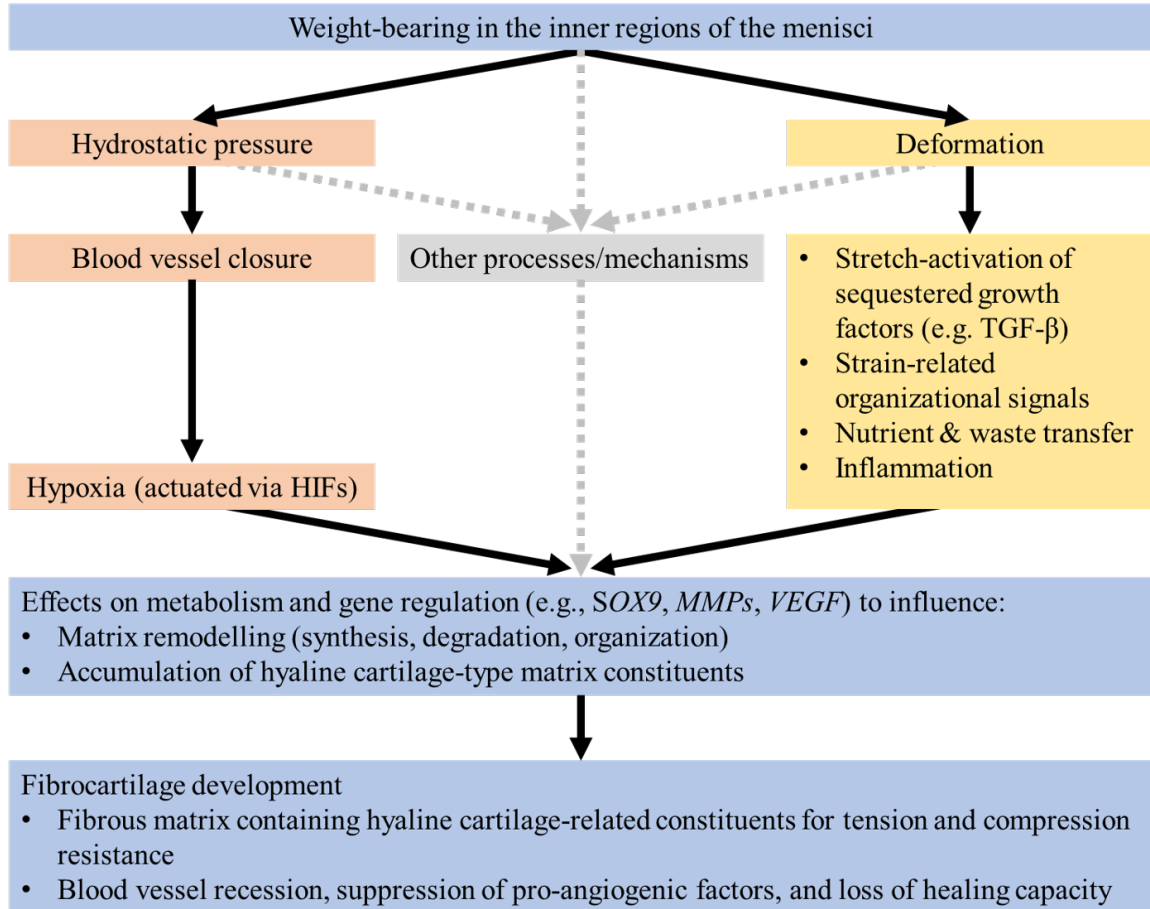 Weight-bearing in the inner regions of the menisci
Hydrostatic pressure
Deformation
Blood vessel closure
Other processes/mechanisms
• Stretch-activation of
sequestered growth
factors (e.g. TGF-β)
• Strain-related
organizational signals
• Nutrient & waste transfer
• Inflammation
Hypoxia (actuated via HIFs)
Effects on metabolism and gene regulation (e.g., SOX9, MMPs, VEGF) to influence:
• Matrix remodelling (synthesis, degradation, organization)
• Accumulation of hyaline cartilage-type matrix constituents
Fibrocartilage development
• Fibrous matrix containing hyaline cartilage-related constituents for tension and compression
resistance
• Blood vessel recession, suppression of pro-angiogenic factors, and loss of healing capacity